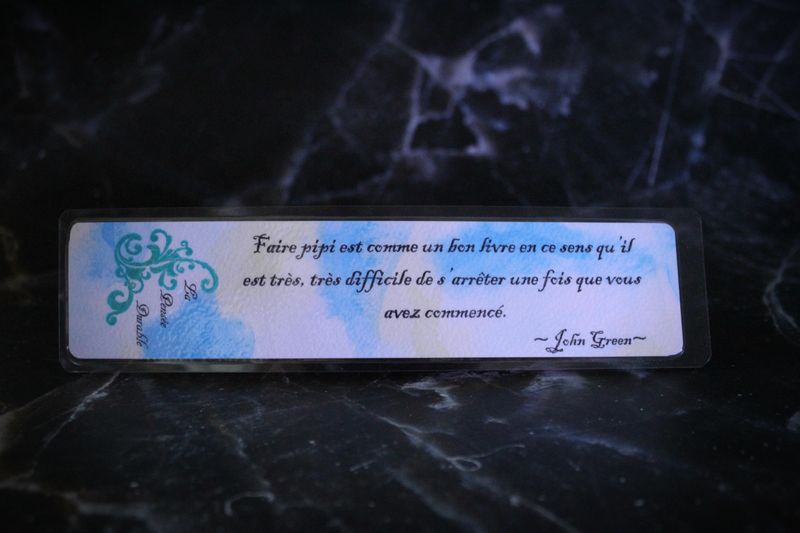 Faire pipi est comme un bon livre en ce sens qu'il
est très, très difficile de s'arrêter une fois que vous
avez commencé.
~John Green~
La
Pensée
Durable